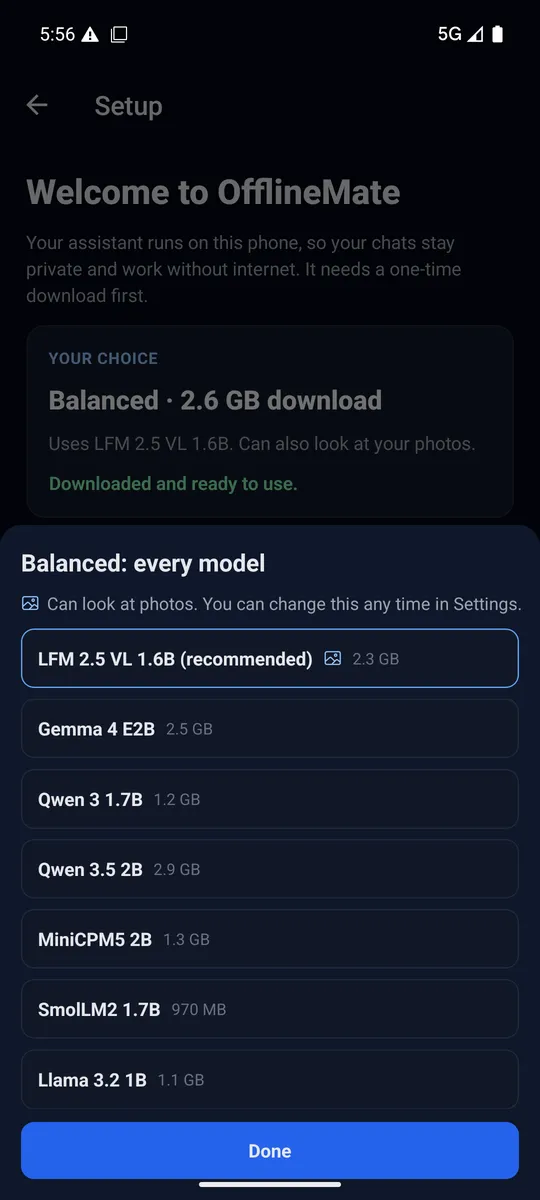 5:56
5G
Setup
Welcome to OfflineMate
Your assistant runs on this phone, so your chats stay
private and work without internet. It needs a one-time
download first.
YOUR CHOICE
Balanced · 2.6 GB download
Uses LFM 2.5 VL 1.6B. Can also look at your photos.
Downloaded and ready to use.
Balanced: every model
Can look at photos. You can change this any time in Settings.
LFM 2.5 VL 1.6B (recommended) 2.3 GB
Gemma 4 E2B 2.5 GB
Qwen 3 1.7B 1.2 GB
Qwen 3.5 2B 2.9 GB
MiniCPM5 2B 1.3 GB
SmolLM2 1.7B 970 MB
Llama 3.2 1B 1.1 GB
Done